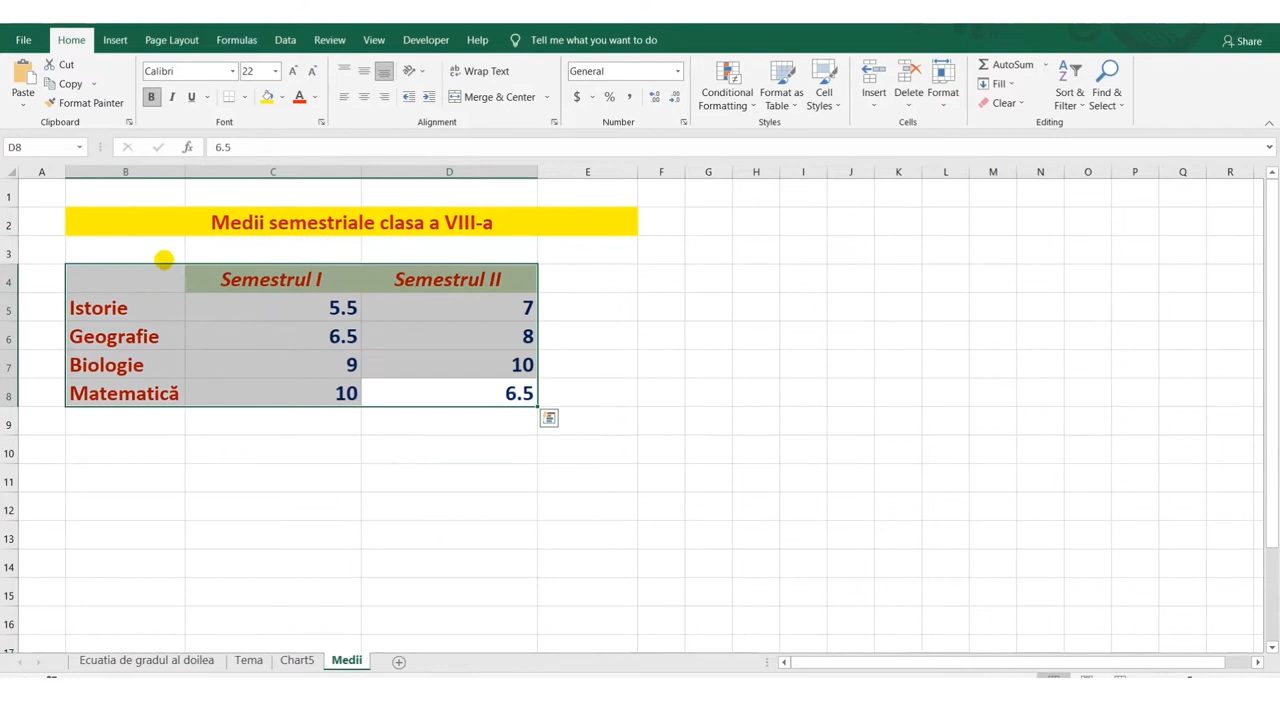 File Home Insert Page Layout Formulas Data Review View Developer Help Tell me what you want to do Share
Paste
Cut
Copy
Format Painter
Clipboard
Calibri 22
B I U
Font
Wrap Text
Merge & Center
Alignment
General
$ % ,
Number
Conditional Formatting
Format as Table
Cell Styles
Styles
Insert
Delete
Format
Cells
AutoSum
Fill
Clear
Sort & Filter
Find & Select
Editing
D8 fx 6.5
A B C D E F G H I J K L M N O P Q R
1
2 Medii semestriale clasa a VIII-a
3
4 Semestrul I Semestrul II
5 Istorie 5.5 7
6 Geografie 6.5 8
7 Biologie 9 10
8 Matematică 10 6.5
9
10
11
12
13
14
15
16
17
Ecuatia de gradul al doilea Tema Chart5 Medii